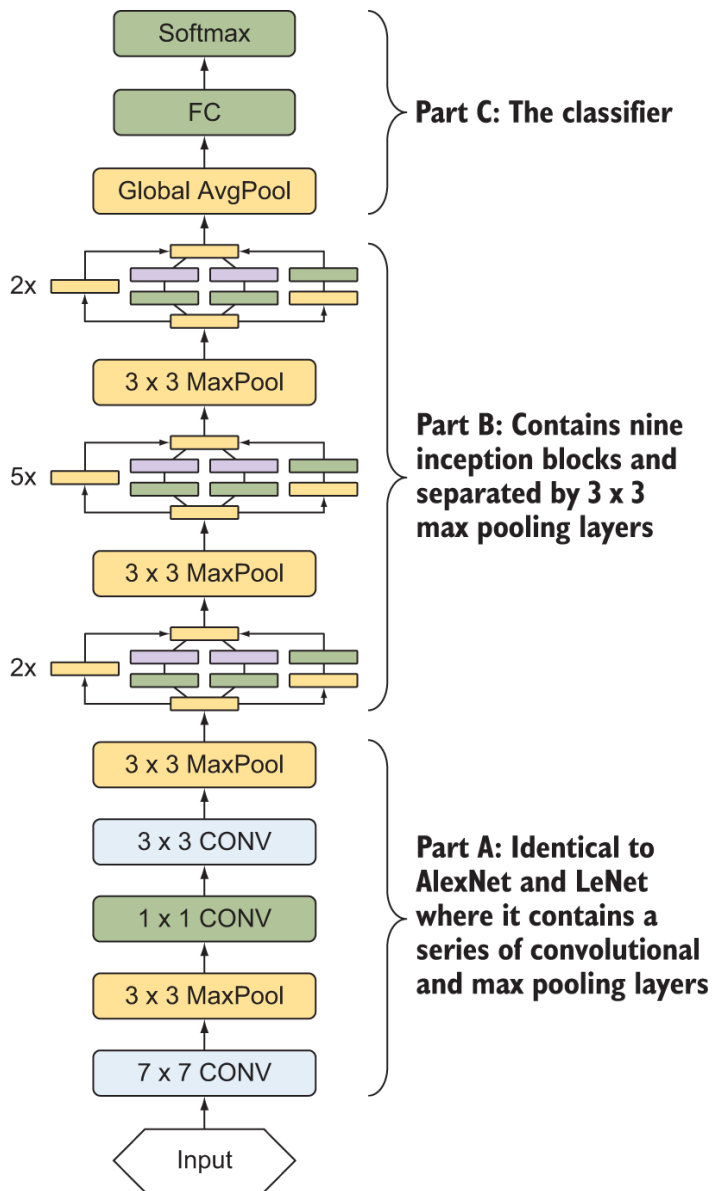 Softmax
FC
Global AvgPool
Part C: The classifier
2x
3 x 3 MaxPool
5x
3 x 3 MaxPool
2x
Part B: Contains nine
inception blocks and
separated by 3 x 3
max pooling layers
3 x 3 MaxPool
3 x 3 CONV
1 x 1 CONV
3 x 3 MaxPool
7 x 7 CONV
Part A: Identical to
AlexNet and LeNet
where it contains a
series of convolutional
and max pooling layers
Input